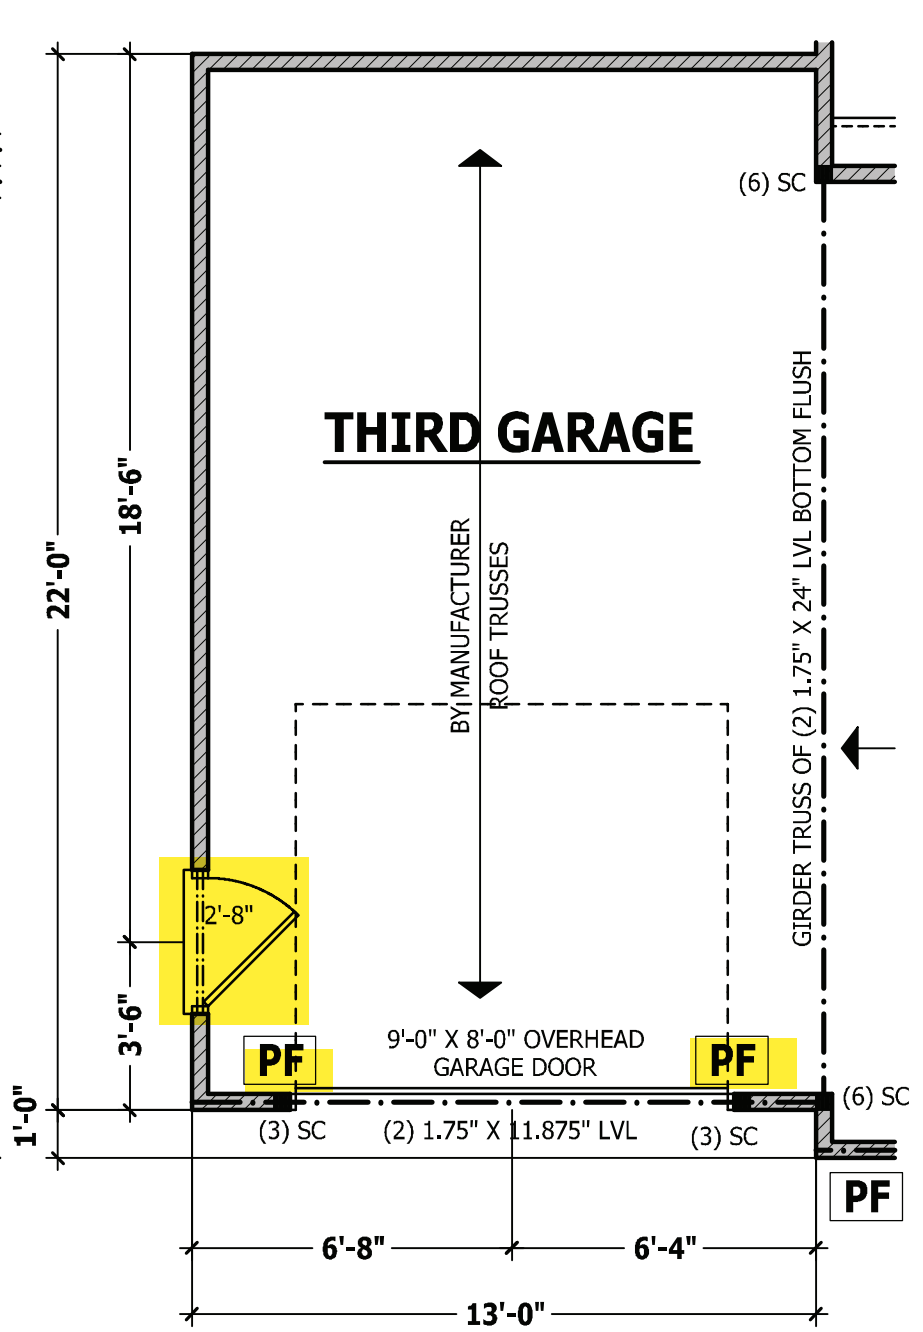 (6) SC
THIRD GARAGE
18'-6"
22'-0"
BY MANUFACTURER
ROOF TRUSSES
GIRDER TRUSS OF (2) 1.75" X 24" LVL BOTTOM FLUSH
2'-8"
3'-6"
PF
9'-0" X 8'-0" OVERHEAD
GARAGE DOOR
PF
1'-0"
(6) SC
(3) SC
(2) 1.75" X 11.875" LVL
(3) SC
PF
6'-8"
6'-4"
13'-0"